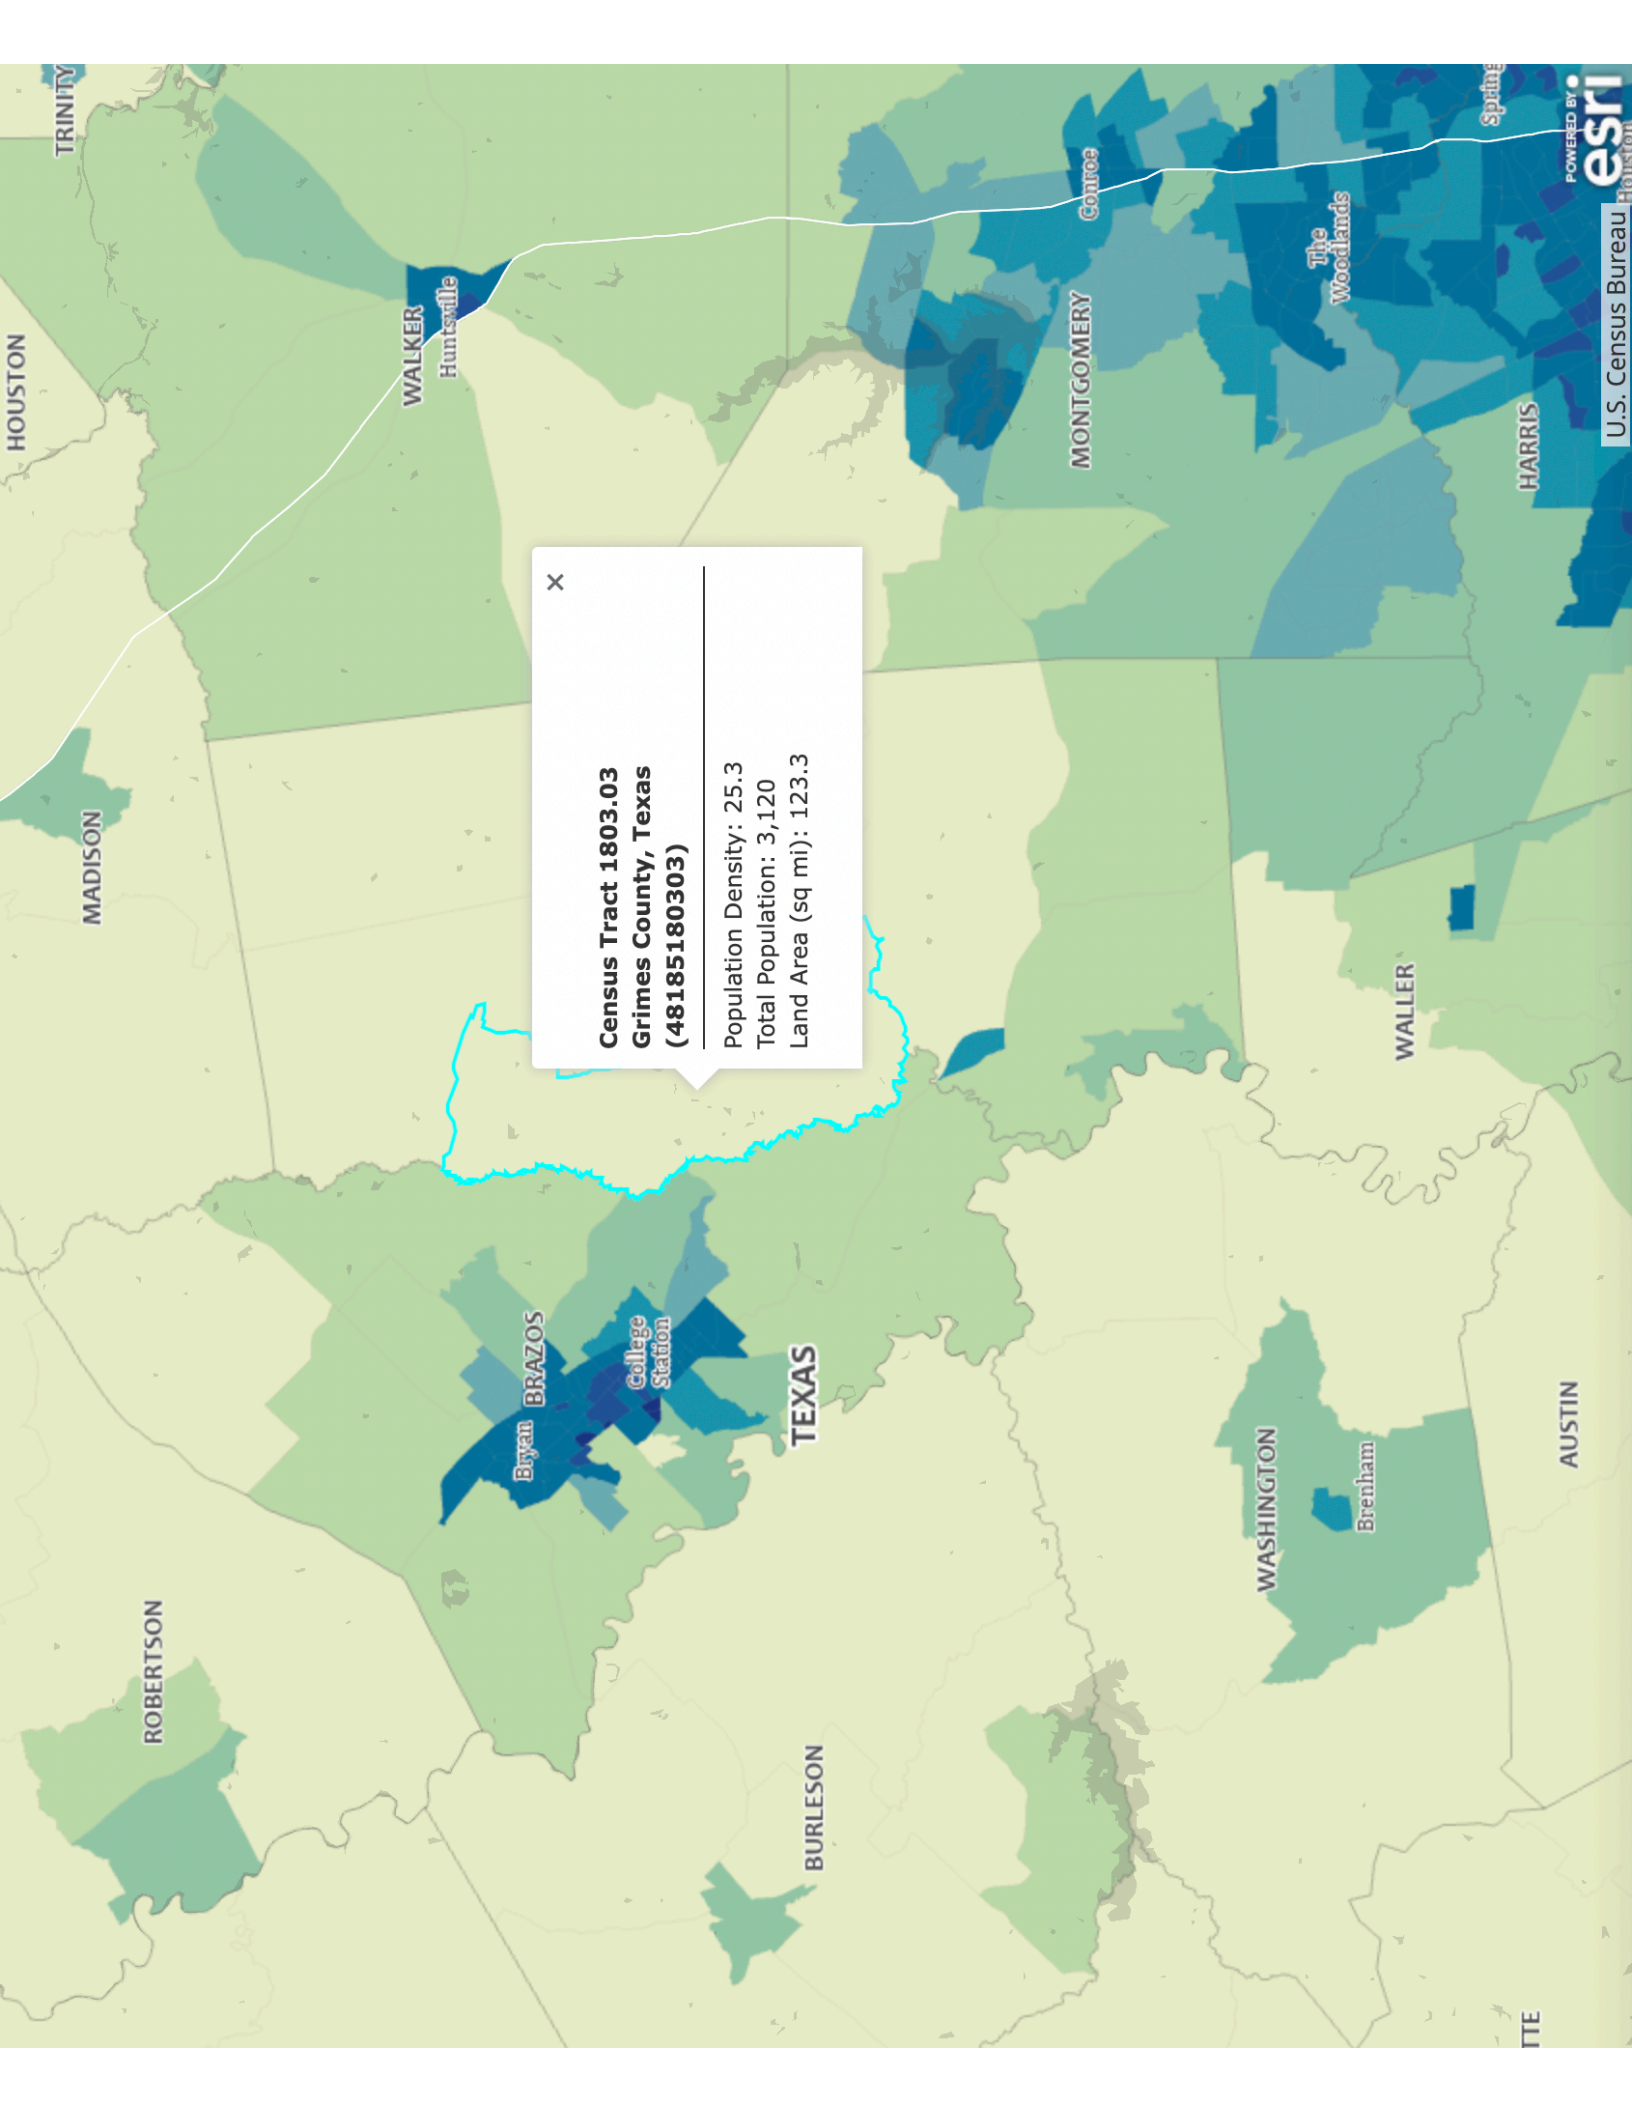 TRINITY
HOUSTON
WALKER
Huntsville
MADISON
ROBERTSON
Census Tract 1803.03
Grimes County, Texas
(48185180303)
Population Density: 25.3
Total Population: 3,120
Land Area (sq mi): 123.3
BRAZOS
Bryan
College
Station
TEXAS
BURLESON
Conroe
MONTGOMERY
The
Woodlands
Spring
HARRIS
WALLER
WASHINGTON
Brenham
AUSTIN
TTE
Houston
U.S. Census Bureau
POWERED BY
esri